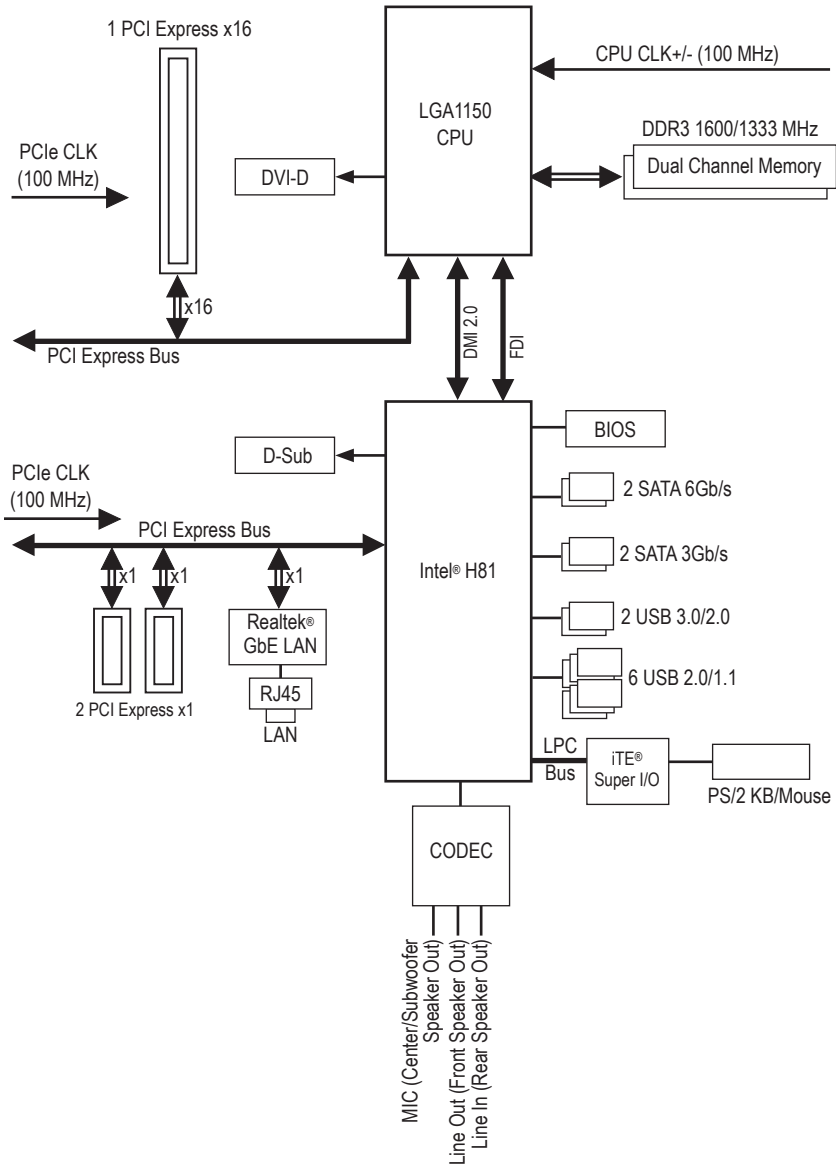 1 PCI Express x16
CPU CLK+/- (100 MHz)
LGA1150
CPU
DDR3 1600/1333 MHz
Dual Channel Memory
PCIe CLK
(100 MHz)
DVI-D
x16
PCI Express Bus
DMI 2.0
FDI
BIOS
D-Sub
PCIe CLK
(100 MHz)
2 SATA 6Gb/s
PCI Express Bus
2 SATA 3Gb/s
Intel® H81
x1
x1
x1
Realtek®
GbE LAN
2 USB 3.0/2.0
RJ45
LAN
2 PCI Express x1
6 USB 2.0/1.1
LPC
Bus
iTE®
Super I/O
PS/2 KB/Mouse
CODEC
MIC (Center/Subwoofer
Speaker Out)
Line Out (Front Speaker Out)
Line In (Rear Speaker Out)